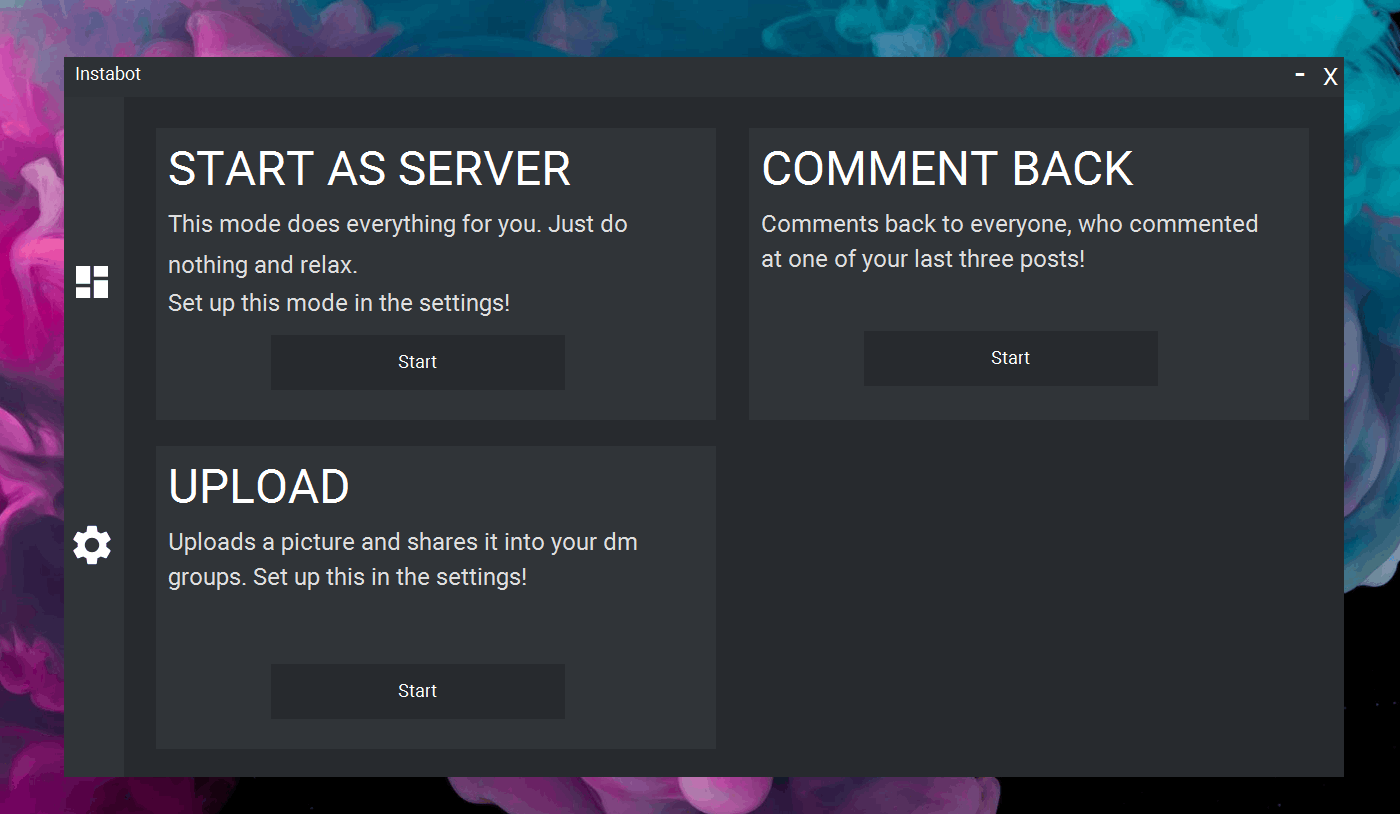 Instabot
- X
START AS SERVER
This mode does everything for you. Just do
nothing and relax.
Set up this mode in the settings!
Start
COMMENT BACK
Comments back to everyone, who commented
at one of your last three posts!
Start
UPLOAD
Uploads a picture and shares it into your dm
groups. Set up this in the settings!
Start